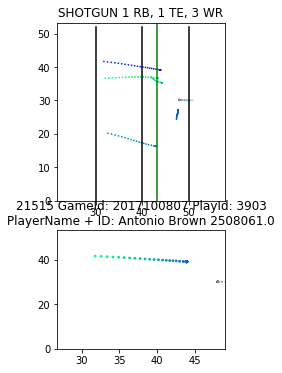 SHOTGUN 1 RB, 1 TE, 3 WR
50
40
30
20
10
0
30 40 50
21515 GameId: 2017100807 PlayId: 3903
PlayerName + ID: Antonio Brown 2508061.0
40
20
0
30 35 40 45